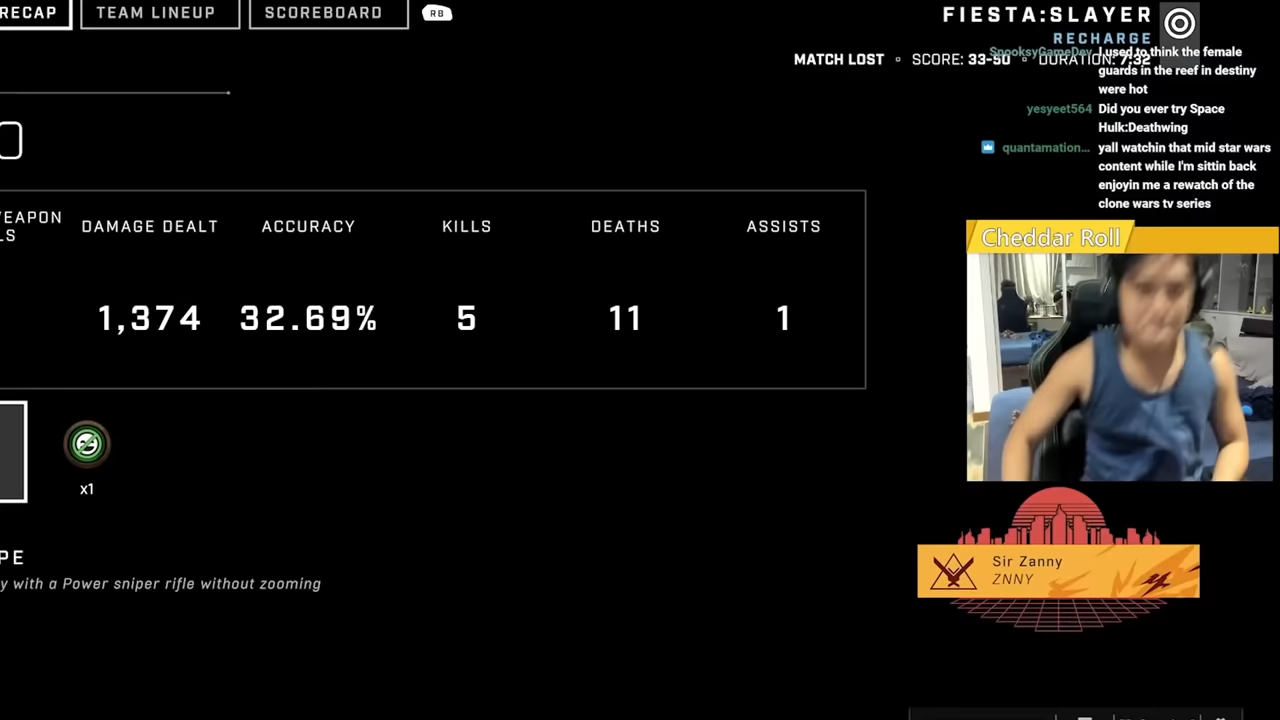 RECAP
TEAM LINEUP
SCOREBOARD
RB
FIESTA:SLAYER
RECHARGE
MATCH LOST
SCORE: 33-50
DURATION: 7:32
SpooksyGameDev
I used to think the female
guards in the reef in destiny
were hot
yesyeet564
Did you ever try Space
Hulk:Deathwing
quantamation...
yall watchin that mid star wars
content while I'm sittin back
enjoyin me a rewatch of the
clone wars tv series
EAPON
LS
DAMAGE DEALT
ACCURACY
KILLS
DEATHS
ASSISTS
1,374
32.69%
5
11
1
Cheddar Roll
x1
PE
y with a Power sniper rifle without zooming
Sir Zanny
ZNNY